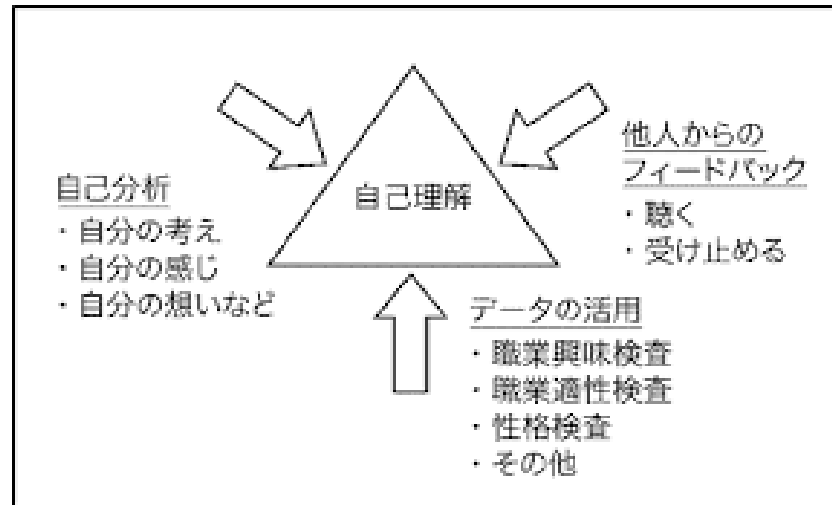 自己理解
自己分析
・自分の考え
・自分の感じ
・自分の想いなど
他人からの
フィードバック
・聴く
・受け止める
データの活用
・職業興味検査
・職業適性検査
・性格検査
・その他